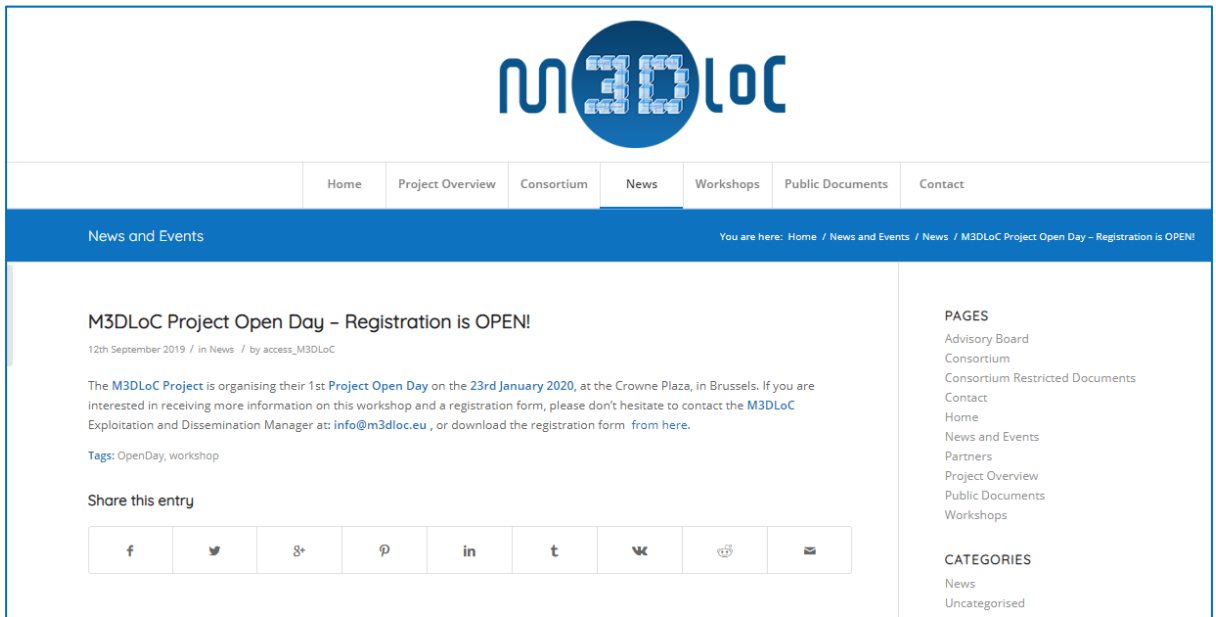 M3DLoC
Home Project Overview Consortium News Workshops Public Documents Contact
News and Events
You are here: Home / News and Events / News / M3DLoC Project Open Day – Registration is OPEN!
M3DLoC Project Open Day – Registration is OPEN!
12th September 2019 / in News / by access_M3DLoC
The M3DLoC Project is organising their 1st Project Open Day on the 23rd January 2020, at the Crowne Plaza, in Brussels. If you are
interested in receiving more information on this workshop and a registration form, please don't hesitate to contact the M3DLoC
Exploitation and Dissemination Manager at: info@m3dloc.eu , or download the registration form from here.
Tags: OpenDay, workshop
Share this entry
PAGES
Advisory Board
Consortium
Consortium Restricted Documents
Contact
Home
News and Events
Partners
Project Overview
Public Documents
Workshops
CATEGORIES
News
Uncategorised